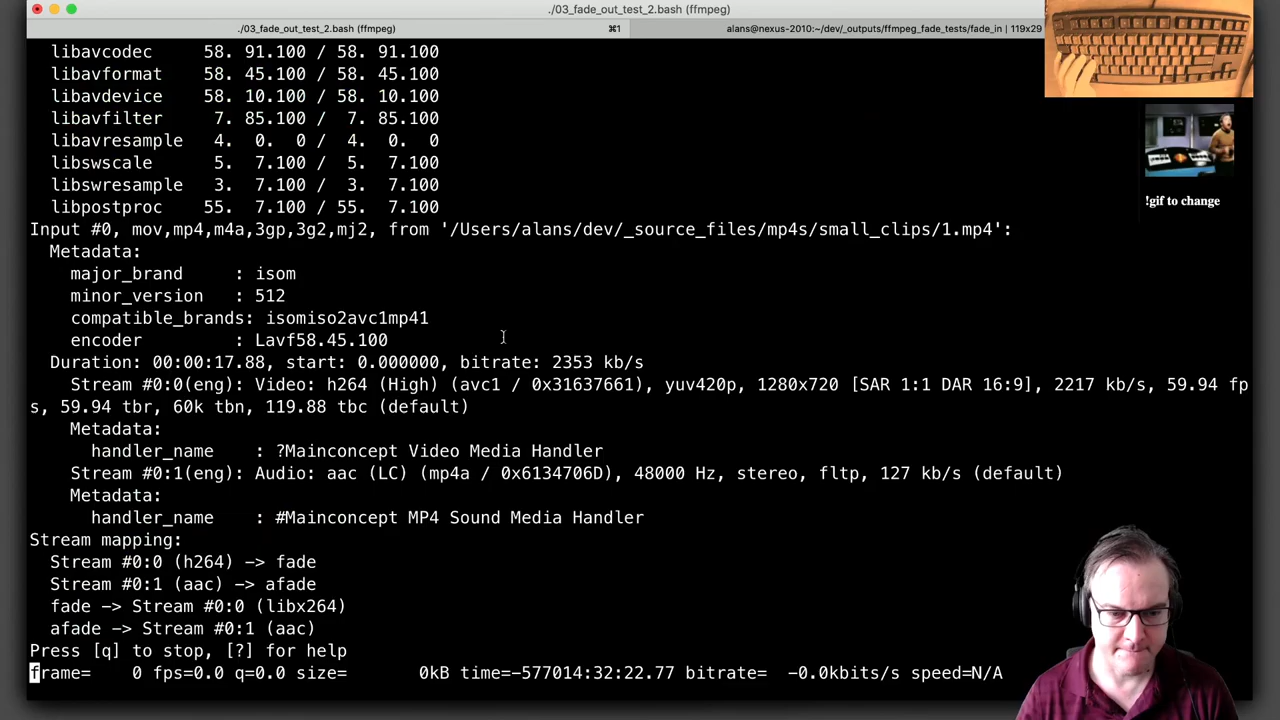 ./03_fade_out_test_2.bash (ffmpeg)
./03_fade_out_test_2.bash (ffmpeg) ⌘1 alans@nexus-2010:~/dev/_outputs/ffmpeg_fade_tests/fade_in | 119x29
libavcodec 58. 91.100 / 58. 91.100
libavformat 58. 45.100 / 58. 45.100
libavdevice 58. 10.100 / 58. 10.100
libavfilter 7. 85.100 / 7. 85.100
libavresample 4. 0. 0 / 4. 0. 0
libswscale 5. 7.100 / 5. 7.100
libswresample 3. 7.100 / 3. 7.100
libpostproc 55. 7.100 / 55. 7.100
Input #0, mov,mp4,m4a,3gp,3g2,mj2, from '/Users/alans/dev/_source_files/mp4s/small_clips/1.mp4':
Metadata:
major_brand : isom
minor_version : 512
compatible_brands: isomiso2avc1mp41
encoder : Lavf58.45.100
Duration: 00:00:17.88, start: 0.000000, bitrate: 2353 kb/s
Stream #0:0(eng): Video: h264 (High) (avc1 / 0x31637661), yuv420p, 1280x720 [SAR 1:1 DAR 16:9], 2217 kb/s, 59.94 fp
s, 59.94 tbr, 60k tbn, 119.88 tbc (default)
Metadata:
handler_name : ?Mainconcept Video Media Handler
Stream #0:1(eng): Audio: aac (LC) (mp4a / 0x6134706D), 48000 Hz, stereo, fltp, 127 kb/s (default)
Metadata:
handler_name : #Mainconcept MP4 Sound Media Handler
Stream mapping:
Stream #0:0 (h264) -> fade
Stream #0:1 (aac) -> afade
fade -> Stream #0:0 (libx264)
afade -> Stream #0:1 (aac)
Press [q] to stop, [?] for help
frame= 0 fps=0.0 q=0.0 size= 0kB time=-577014:32:22.77 bitrate= -0.0kbits/s speed=N/A
!gif to change